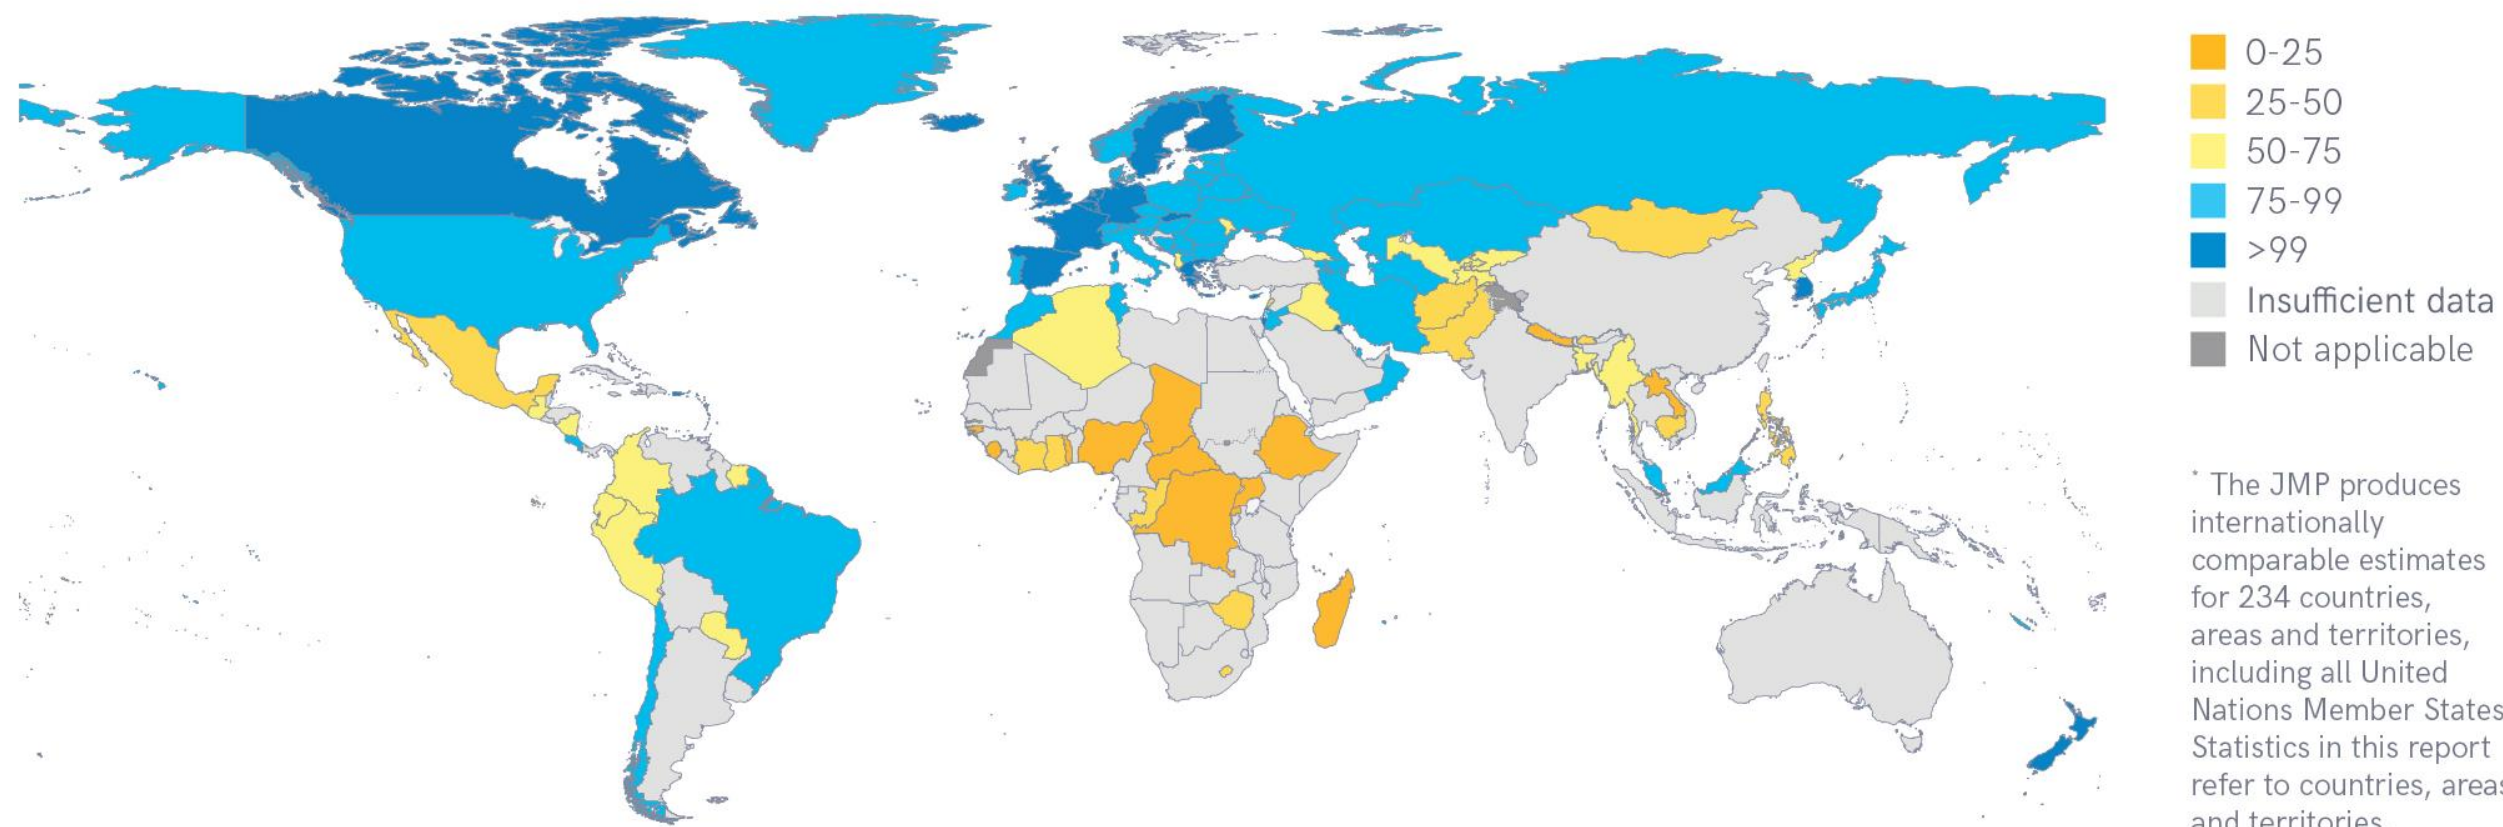 0-25
25-50
50-75
75-99
>99
Insufficient data
Not applicable
* The JMP produces
internationally
comparable estimates
for 234 countries,
areas and territories,
including all United
Nations Member States
Statistics in this report
refer to countries, areas
and territories